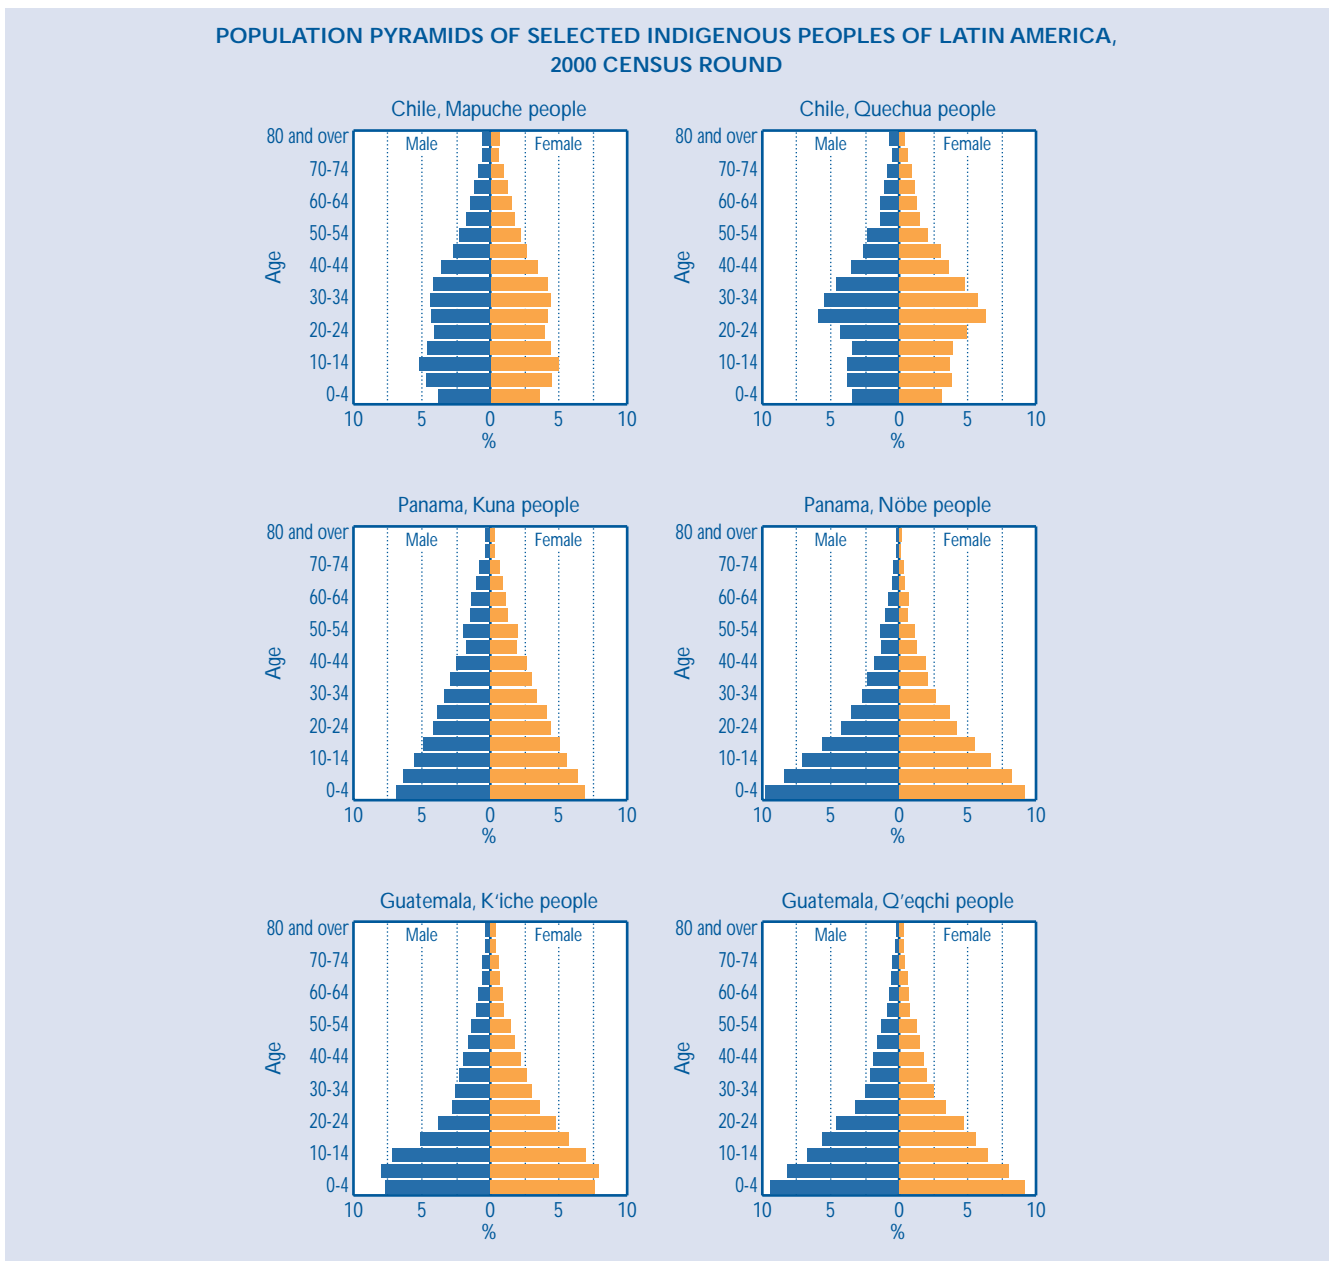 POPULATION PYRAMIDS OF SELECTED INDIGENOUS PEOPLES OF LATIN AMERICA,
2000 CENSUS ROUND
Chile, Mapuche people
80 and over
Male
Female
70-74
60-64
50-54
Age
40-44
30-34
20-24
10-14
0-4
10 5 0 5 10
%
Chile, Quechua people
80 and over
Male
Female
70-74
60-64
50-54
Age
40-44
30-34
20-24
10-14
0-4
10 5 0 5 10
%
Panama, Kuna people
80 and over
Male
Female
70-74
60-64
50-54
Age
40-44
30-34
20-24
10-14
0-4
10 5 0 5 10
%
Panama, Nöbe people
80 and over
Male
Female
70-74
60-64
50-54
Age
40-44
30-34
20-24
10-14
0-4
10 5 0 5 10
%
Guatemala, K‘iche people
80 and over
Male
Female
70-74
60-64
50-54
Age
40-44
30-34
20-24
10-14
0-4
10 5 0 5 10
%
Guatemala, Q’eqchi people
80 and over
Male
Female
70-74
60-64
50-54
Age
40-44
30-34
20-24
10-14
0-4
10 5 0 5 10
%